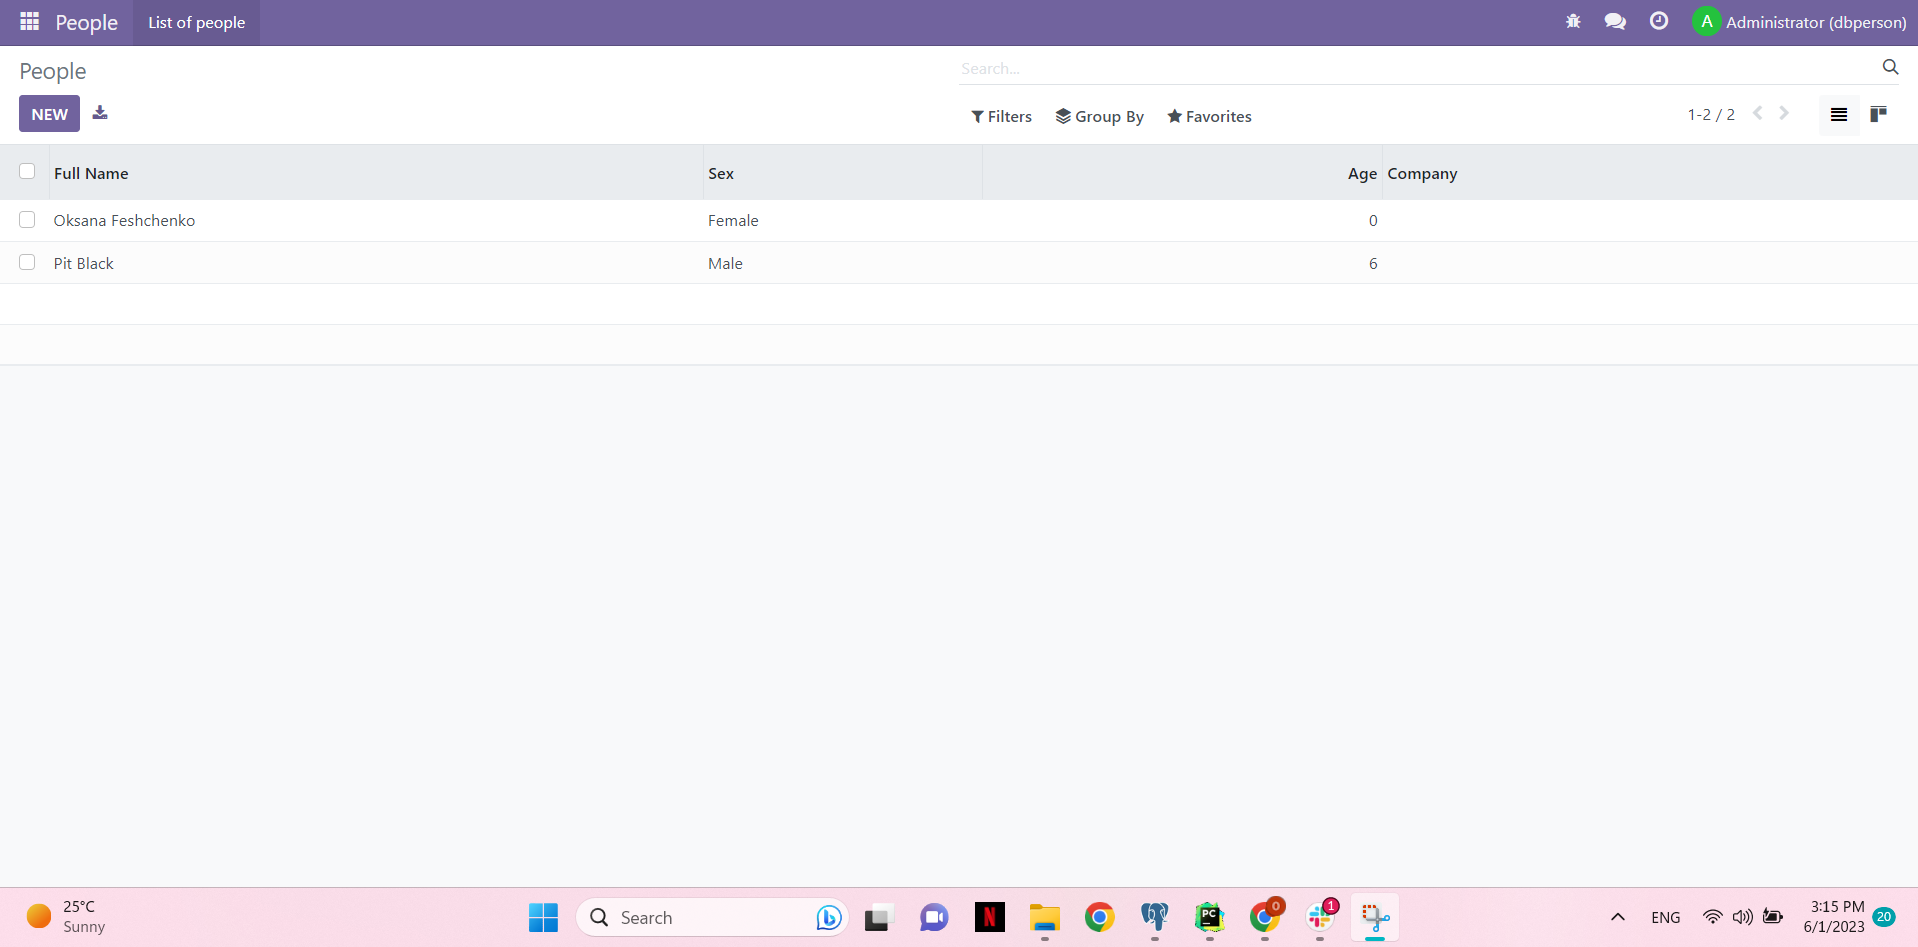 People List of people A Administrator (dbperson)
People Search...
NEW Filters Group By Favorites 1-2 / 2
Full Name Sex Age Company
Oksana Feshchenko Female 0
Pit Black Male 6
25°C
Sunny
Search
N
PC
0
1
ENG
3:15 PM
6/1/2023
20